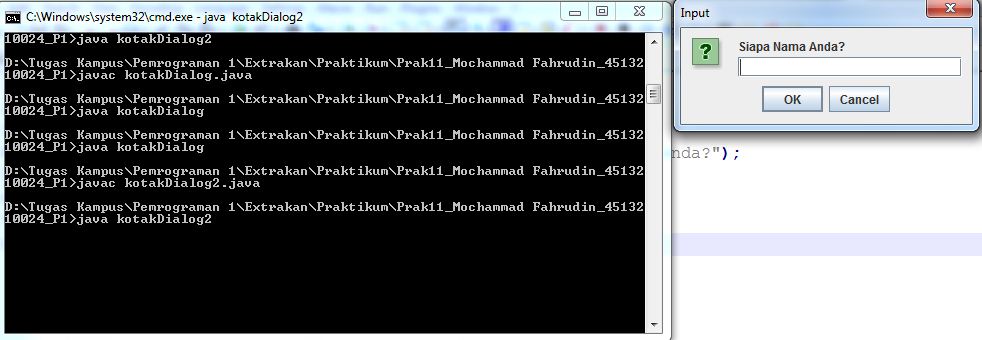 C:\Windows\system32\cmd.exe - java  kotakDialog2
10024_P1>java kotakDialog2
D:\Tugas Kampus\Pemrograman 1\Extrakan\Praktikum\Prak11_Mochammad Fahrudin_45132
10024_P1>javac kotakDialog.java
D:\Tugas Kampus\Pemrograman 1\Extrakan\Praktikum\Prak11_Mochammad Fahrudin_45132
10024_P1>java kotakDialog
D:\Tugas Kampus\Pemrograman 1\Extrakan\Praktikum\Prak11_Mochammad Fahrudin_45132
10024_P1>java kotakDialog
D:\Tugas Kampus\Pemrograman 1\Extrakan\Praktikum\Prak11_Mochammad Fahrudin_45132
10024_P1>javac kotakDialog2.java
D:\Tugas Kampus\Pemrograman 1\Extrakan\Praktikum\Prak11_Mochammad Fahrudin_45132
10024_P1>java kotakDialog2
Input
Siapa Nama Anda?
OK
Cancel
nda?");